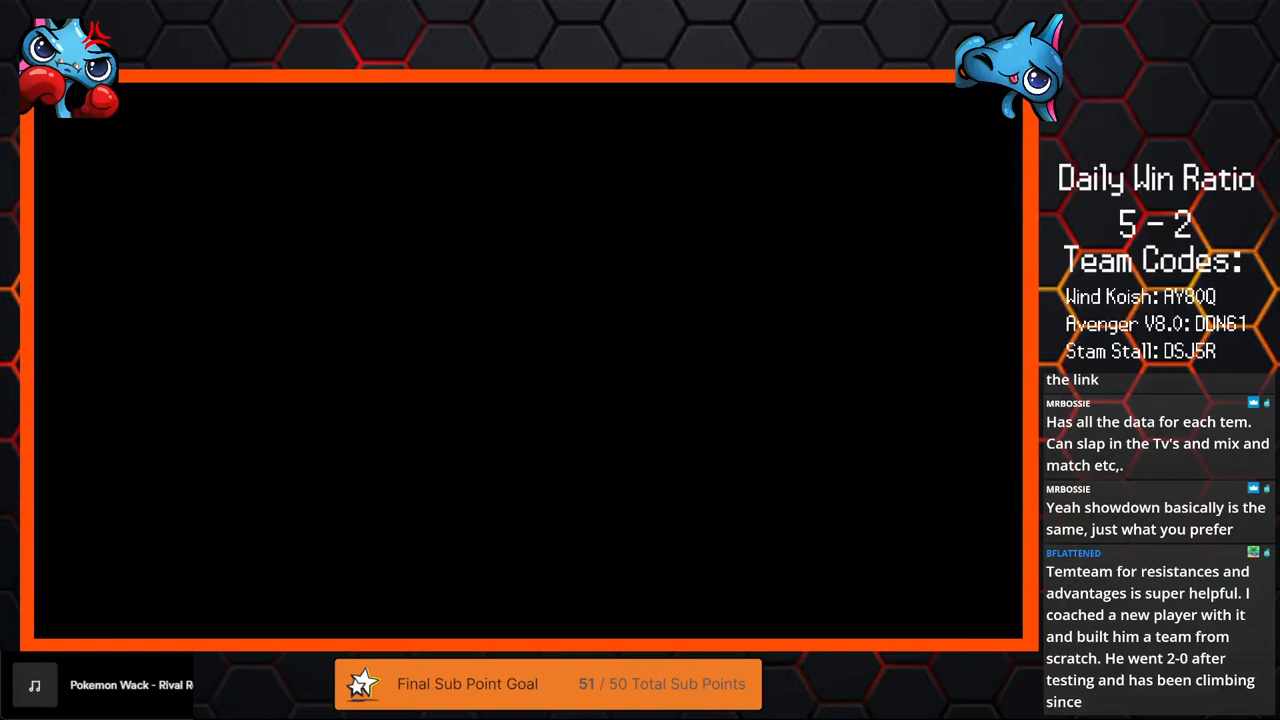 Daily Win Ratio
5 - 2
Team Codes:
Wind Koish: AY80Q
Avenger V8.0: DDN61
Stam Stall: DSJ5R
the link
MRBOSSIE
Has all the data for each tem.
Can slap in the Tv's and mix and
match etc,.
MRBOSSIE
Yeah showdown basically is the
same, just what you prefer
BFLATTENED
Temteam for resistances and
advantages is super helpful. I
coached a new player with it
and built him a team from
scratch. He went 2-0 after
testing and has been climbing
since
Pokemon Wack - Rival R
Final Sub Point Goal 51 / 50 Total Sub Points